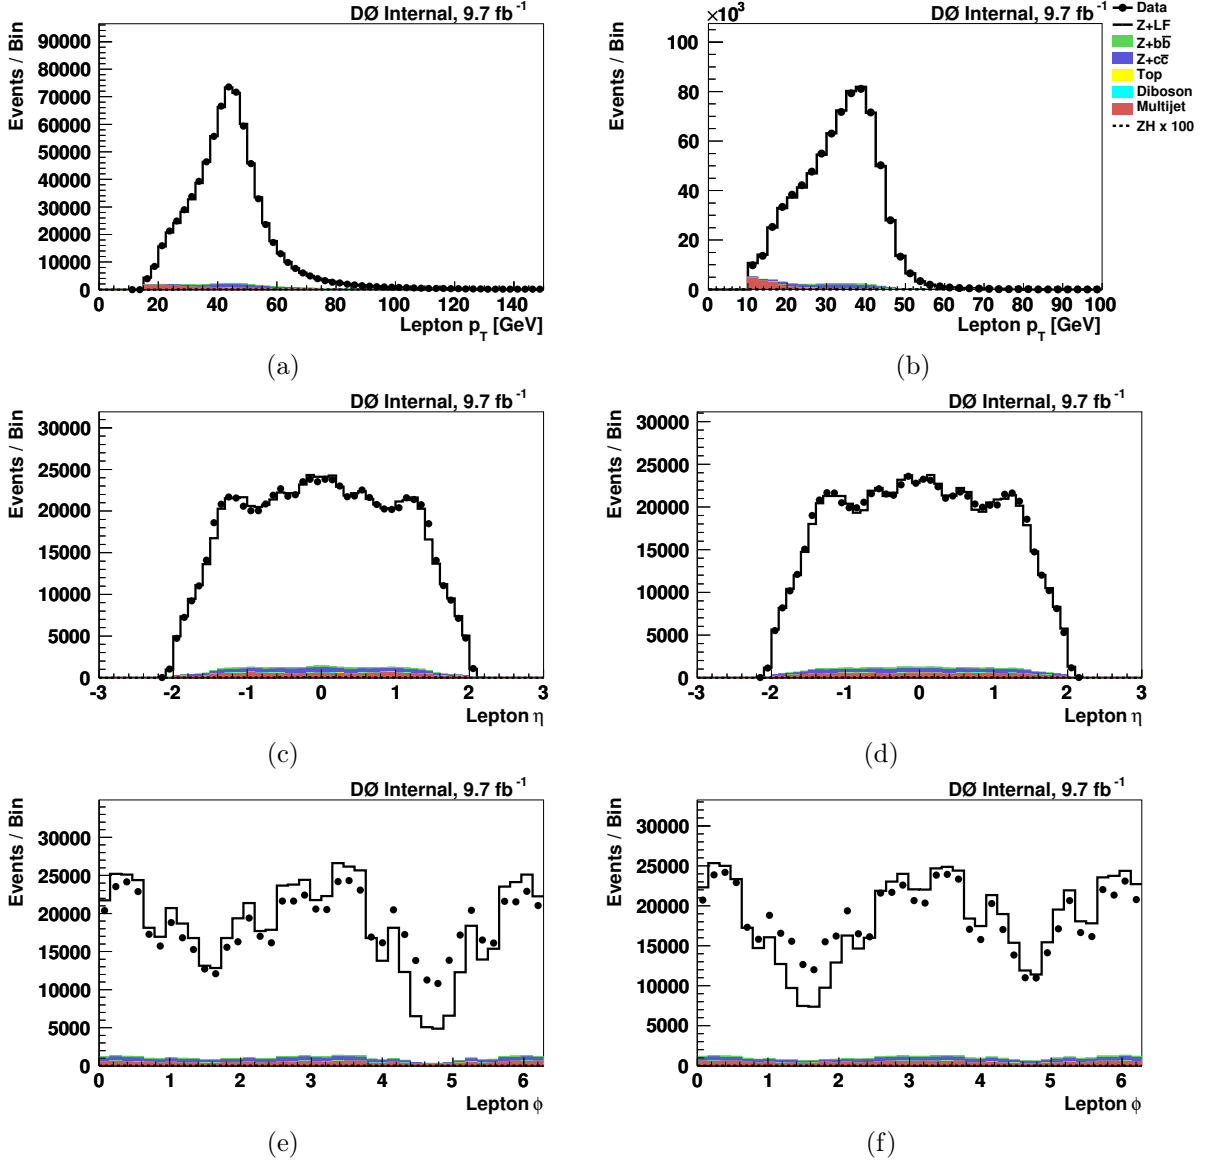 DØ Internal, 9.7 fb-1
Events / Bin
90000
80000
70000
60000
50000
40000
30000
20000
10000
0
0 20 40 60 80 100 120 140
Lepton pT [GeV]
(a)
×10³
DØ Internal, 9.7 fb-1
Events / Bin
100
80
60
40
20
0
0 10 20 30 40 50 60 70 80 90 100
Lepton pT [GeV]
(b)
Data
Z+LF
Z+bb̅
Z+cc̅
Top
Diboson
Multijet
ZH x 100
DØ Internal, 9.7 fb-1
Events / Bin
30000
25000
20000
15000
10000
5000
0
-3 -2 -1 0 1 2 3
Lepton η
(c)
DØ Internal, 9.7 fb-1
Events / Bin
30000
25000
20000
15000
10000
5000
0
-3 -2 -1 0 1 2 3
Lepton η
(d)
DØ Internal, 9.7 fb-1
Events / Bin
30000
25000
20000
15000
10000
5000
0
0 1 2 3 4 5 6
Lepton ϕ
(e)
DØ Internal, 9.7 fb-1
Events / Bin
30000
25000
20000
15000
10000
5000
0
0 1 2 3 4 5 6
Lepton ϕ
(f)